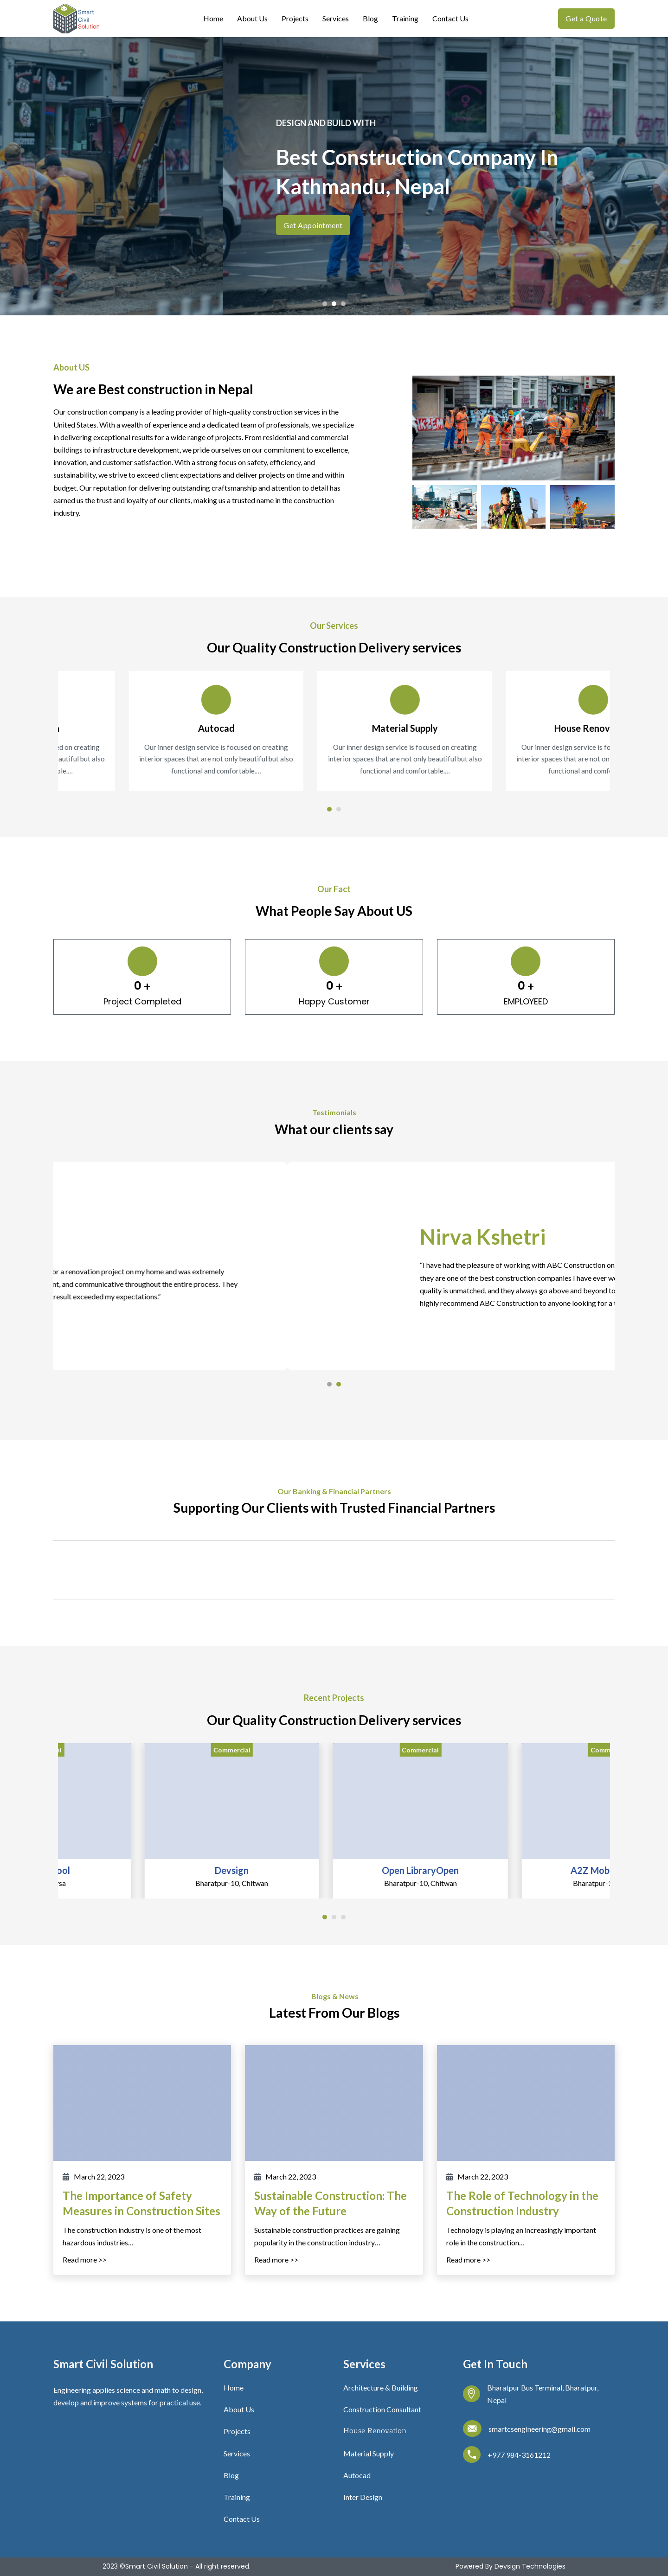 Smart
Civil
Solution
Home
About Us
Projects
Services
Blog
Training
Contact Us
Get a Quote
DESIGN AND BUILD WITH
Best Construction Company In
Kathmandu, Nepal
Get Appointment
About US
We are Best construction in Nepal
Our construction company is a leading provider of high-quality construction services in the
United States. With a wealth of experience and a dedicated team of professionals, we specialize
in delivering exceptional results for a wide range of projects. From residential and commercial
buildings to infrastructure development, we pride ourselves on our commitment to excellence,
innovation, and customer satisfaction. With a strong focus on safety, efficiency, and
sustainability, we strive to exceed client expectations and deliver projects on time and within
budget. Our reputation for delivering outstanding craftsmanship and attention to detail has
earned us the trust and loyalty of our clients, making us a trusted name in the construction
industry.
Our Services
Our Quality Construction Delivery services
ed on creating
eautiful but also
ble.…
Autocad
Our inner design service is focused on creating
interior spaces that are not only beautiful but also
functional and comfortable.…
Material Supply
Our inner design service is focused on creating
interior spaces that are not only beautiful but also
functional and comfortable.…
House Renov
Our inner design service is fo
interior spaces that are not on
functional and comf
Our Fact
What People Say About US
0 +
Project Completed
0 +
Happy Customer
0 +
EMPLOYEED
Testimonials
What our clients say
or a renovation project on my home and was extremely
nt, and communicative throughout the entire process. They
result exceeded my expectations.”
Nirva Kshetri
“I have had the pleasure of working with ABC Construction on
they are one of the best construction companies I have ever w
quality is unmatched, and they always go above and beyond to
highly recommend ABC Construction to anyone looking for a
Our Banking & Financial Partners
Supporting Our Clients with Trusted Financial Partners
Recent Projects
Our Quality Construction Delivery services
al
ool
rsa
Commercial
Devsign
Bharatpur-10, Chitwan
Commercial
Open LibraryOpen
Bharatpur-10, Chitwan
Comm
A2Z Mob
Bharatpur-1
Blogs & News
Latest From Our Blogs
March 22, 2023
The Importance of Safety
Measures in Construction Sites
The construction industry is one of the most
hazardous industries…
Read more >>
March 22, 2023
Sustainable Construction: The
Way of the Future
Sustainable construction practices are gaining
popularity in the construction industry…
Read more >>
March 22, 2023
The Role of Technology in the
Construction Industry
Technology is playing an increasingly important
role in the construction…
Read more >>
Smart Civil Solution
Engineering applies science and math to design,
develop and improve systems for practical use.
Company
Home
About Us
Projects
Services
Blog
Training
Contact Us
Services
Architecture & Building
Construction Consultant
House Renovation
Material Supply
Autocad
Inter Design
Get In Touch
Bharatpur Bus Terminal, Bharatpur,
Nepal
smartcsengineering@gmail.com
+977 984-3161212
2023 ©Smart Civil Solution - All right reserved.
Powered By Devsign Technologies